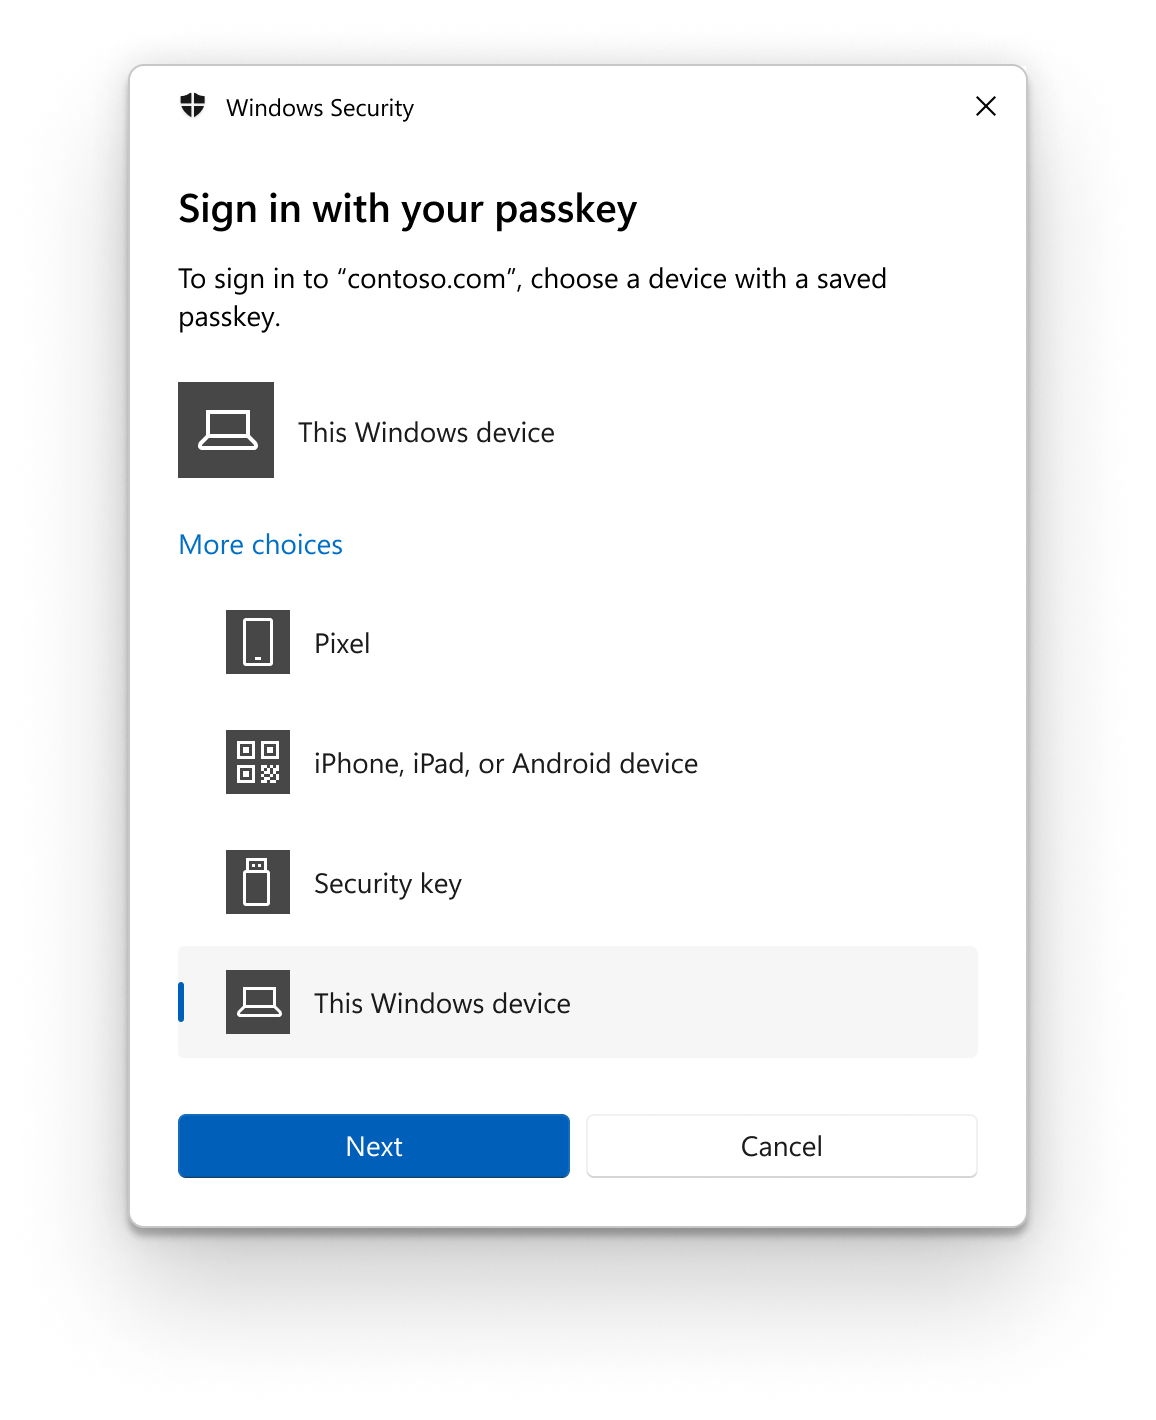 Windows Security
Sign in with your passkey
To sign in to “contoso.com”, choose a device with a saved
passkey.
This Windows device
More choices
Pixel
iPhone, iPad, or Android device
Security key
This Windows device
Next
Cancel